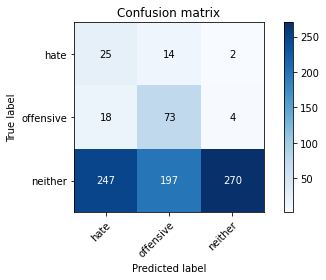 Confusion matrix
hate 25 14 2
offensive 18 73 4
neither 247 197 270
hate offensive neither
Predicted label
True label
250
200
150
100
50